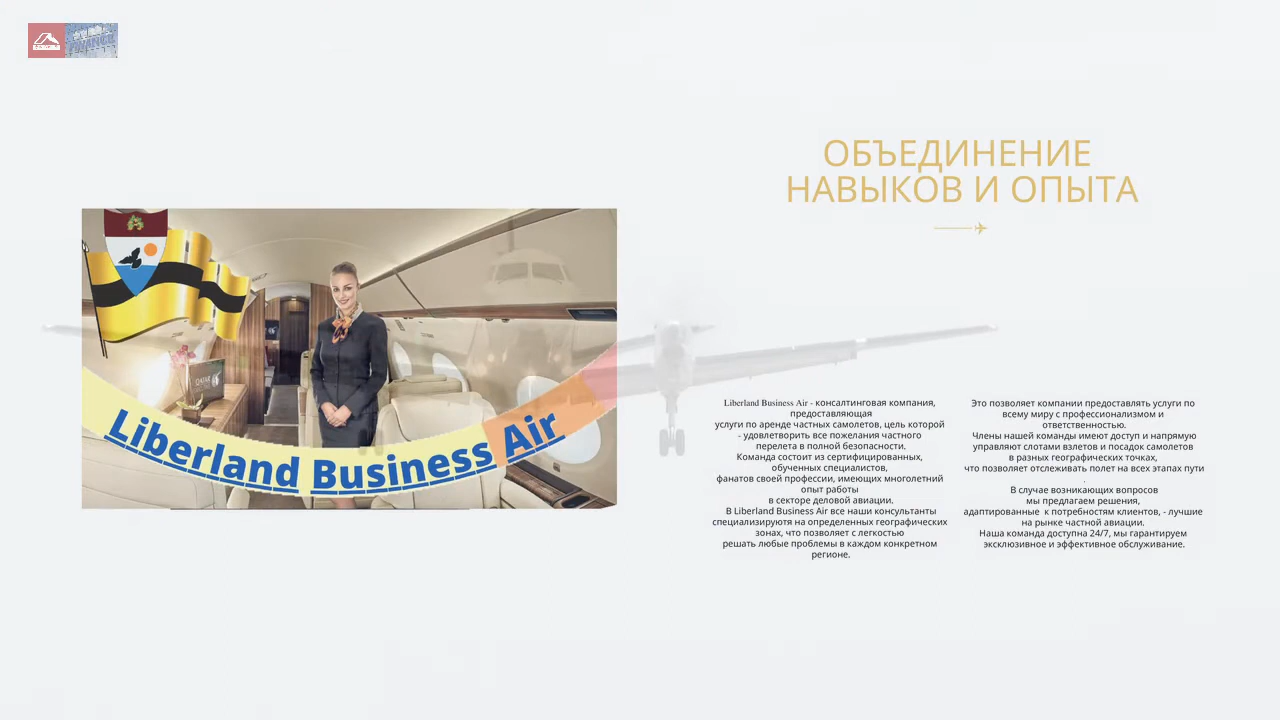 ОБЪЕДИНЕНИЕ
НАВЫКОВ И ОПЫТА
Liberland Business Air
Liberland Business Air - консалтинговая компания,
предоставляющая
услуги по аренде частных самолетов, цель которой
- удовлетворить все пожелания частного
перелета в полной безопасности.
Команда состоит из сертифицированных,
обученных специалистов,
фанатов своей профессии, имеющих многолетний
опыт работы
в секторе деловой авиации.
В Liberland Business Air все наши консультанты
специализируютя на определенных географических
зонах, что позволяет с легкостью
решать любые проблемы в каждом конкретном
регионе.
Это позволяет компании предоставлять услуги по
всему миру с профессионализмом и
ответственностью.
Члены нашей команды имеют доступ и напрямую
управляют слотами взлетов и посадок самолетов
в разных географических точках,
что позволяет отслеживать полет на всех этапах пути
.
В случае возникающих вопросов
мы предлагаем решения,
адаптированные к потребностям клиентов, - лучшие
на рынке частной авиации.
Наша команда доступна 24/7, мы гарантируем
эксклюзивное и эффективное обслуживание.